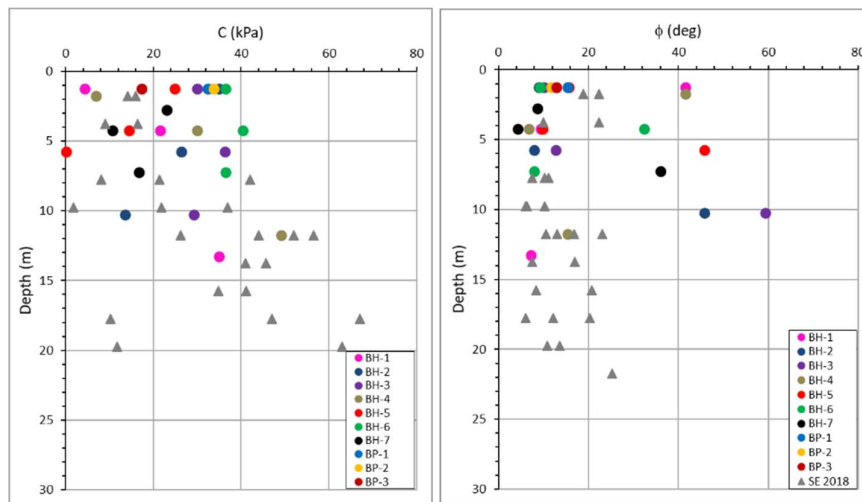 C (kPa)
0 20 40 60 80
0
5
10
15
20
25
30
Depth (m)
BH-1
BH-2
BH-3
BH-4
BH-5
BH-6
BH-7
BP-1
BP-2
BP-3
ϕ (deg)
0 20 40 60 80
0
5
10
15
20
25
30
Depth (m)
BH-1
BH-2
BH-3
BH-4
BH-5
BH-6
BH-7
BP-1
BP-2
BP-3
SE 2018